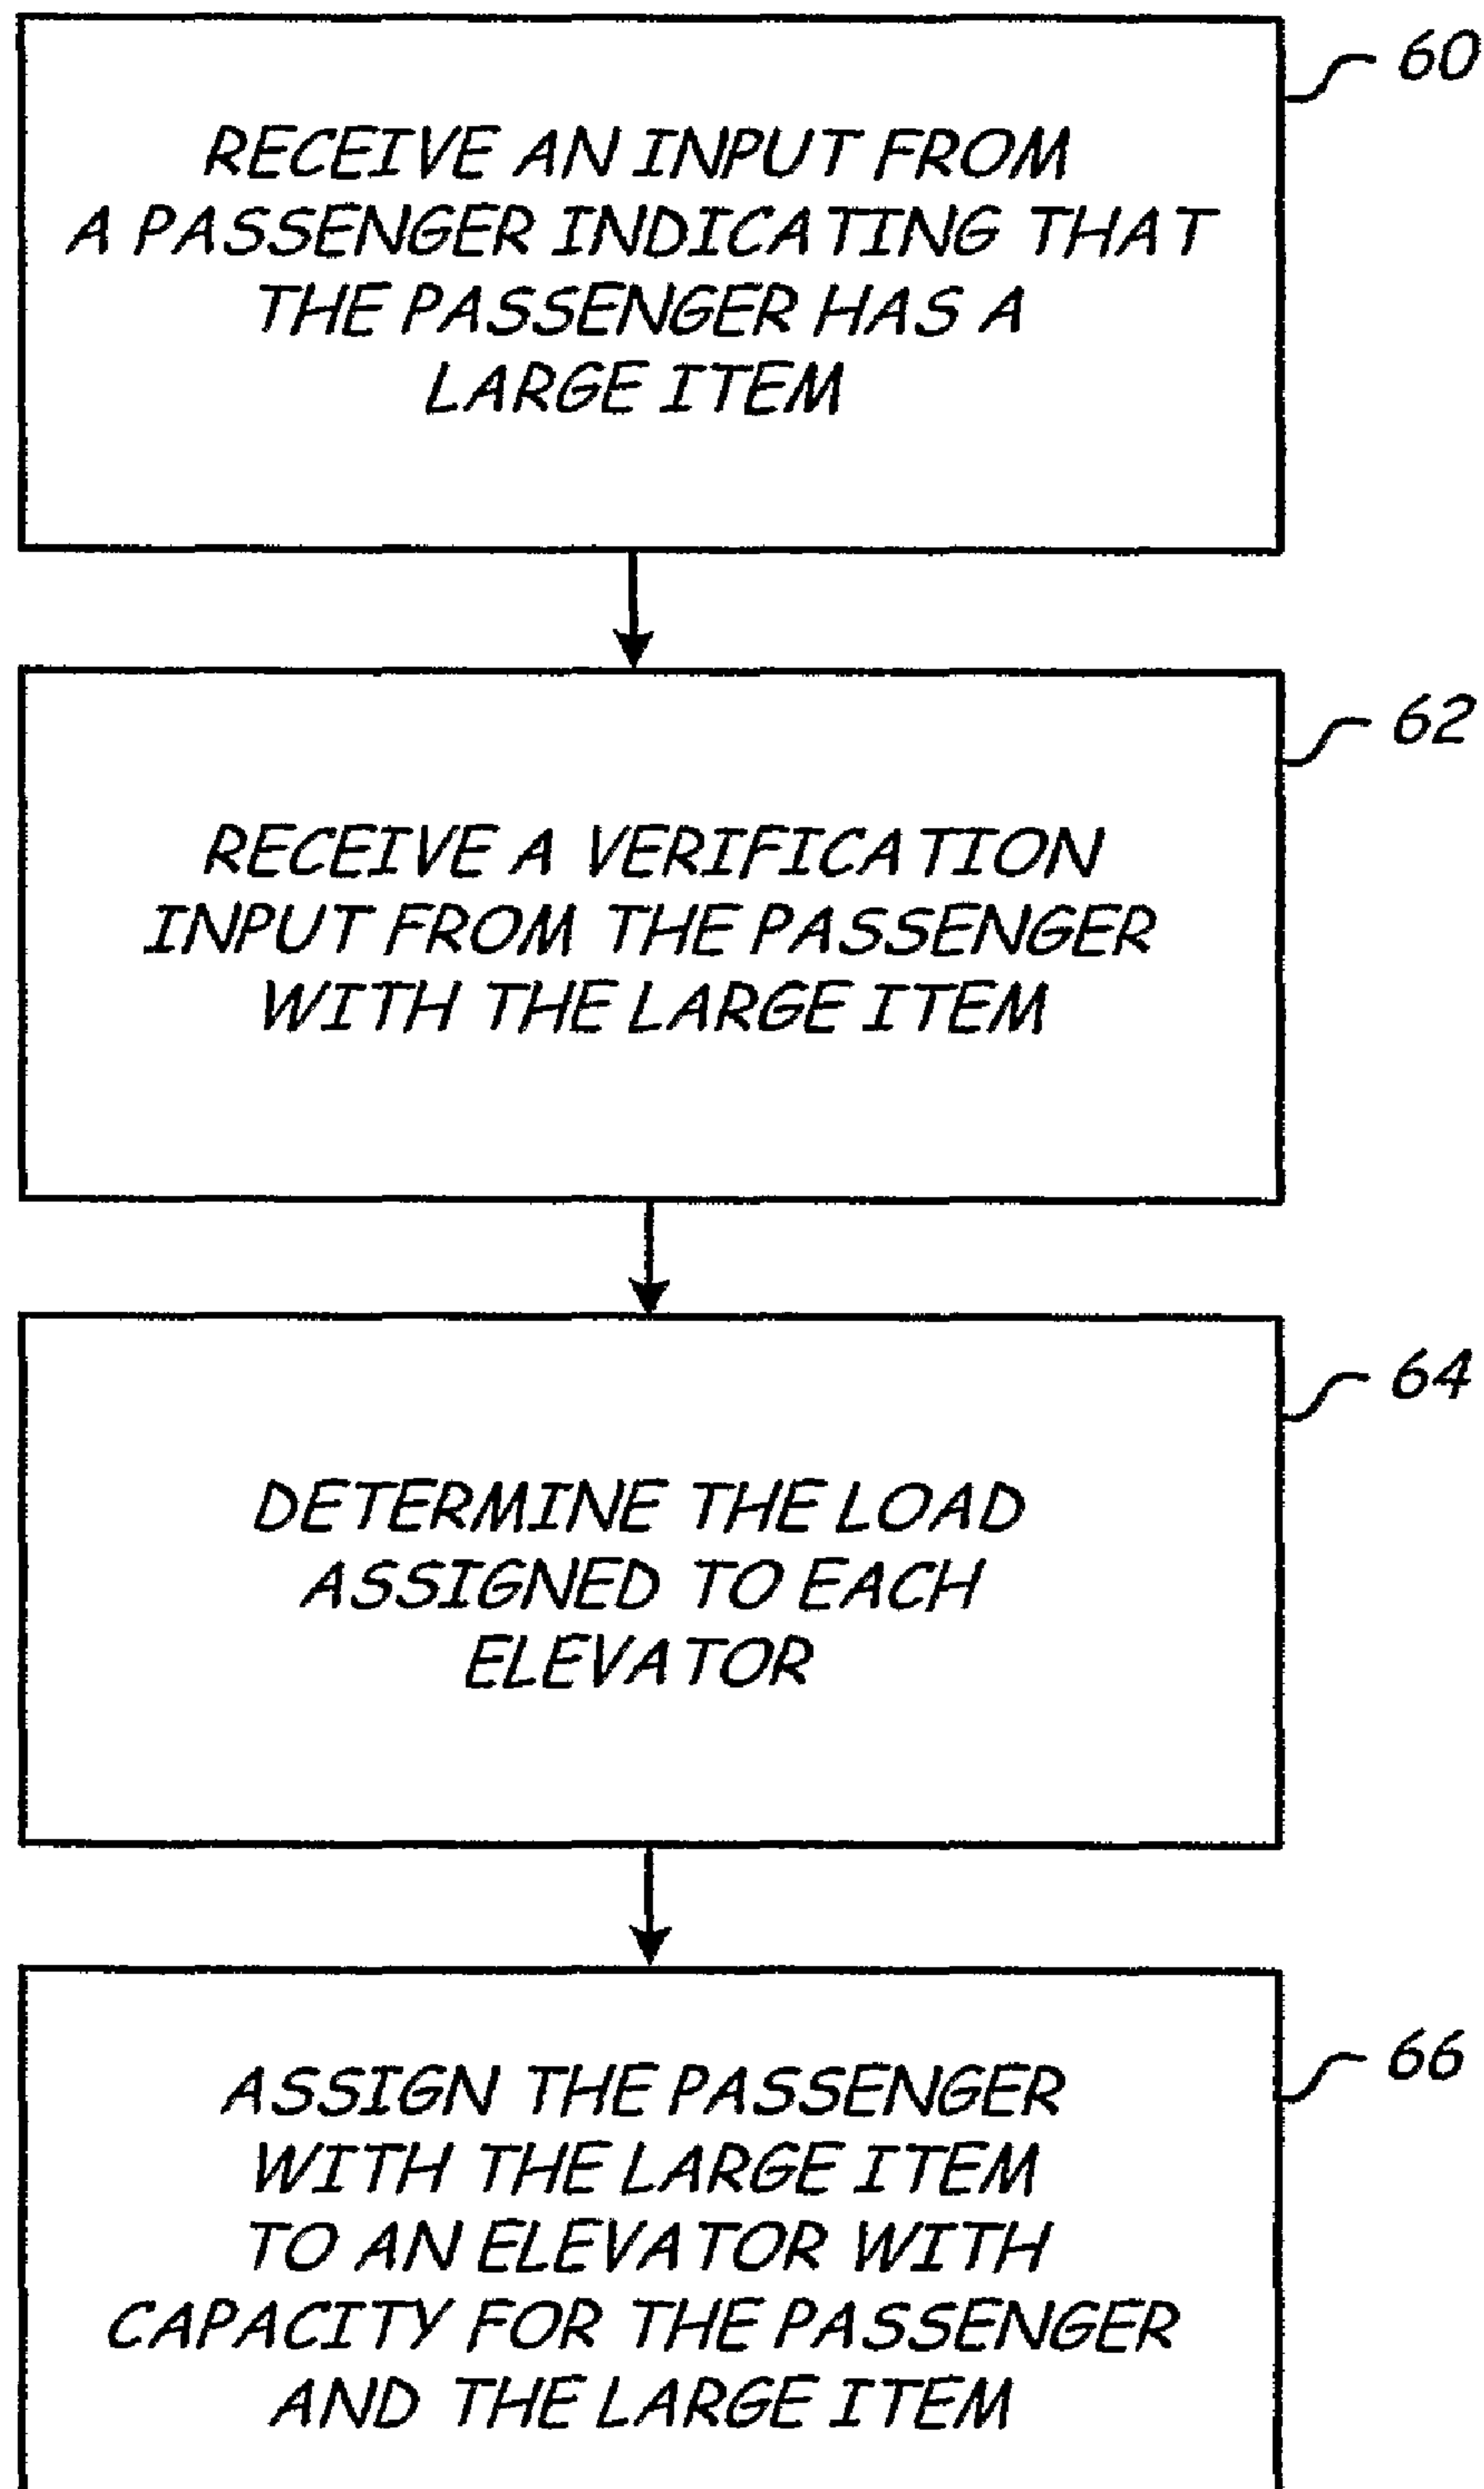 60
RECEIVE AN INPUT FROM
A PASSENGER INDICATING THAT
THE PASSENGER HAS A
LARGE ITEM
62
RECEIVE A VERIFICATION
INPUT FROM THE PASSENGER
WITH THE LARGE ITEM
64
DETERMINE THE LOAD
ASSIGNED TO EACH
ELEVATOR
66
ASSIGN THE PASSENGER
WITH THE LARGE ITEM
TO AN ELEVATOR WITH
CAPACITY FOR THE PASSENGER
AND THE LARGE ITEM